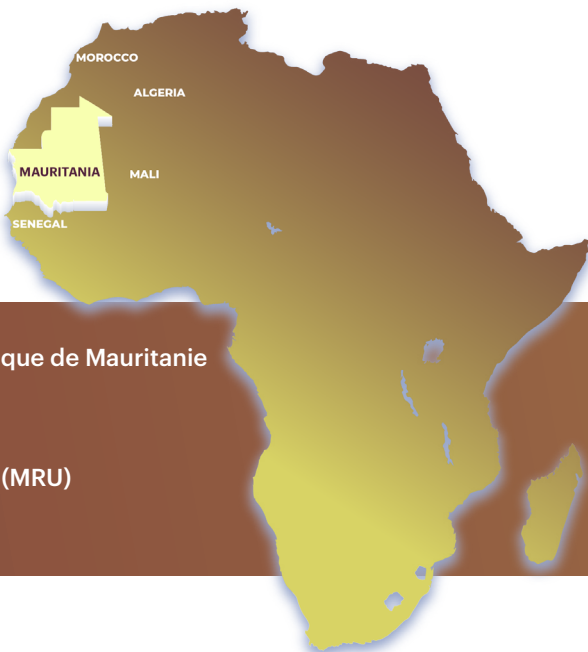 MOROCCO
ALGERIA
MAURITANIA
MALI
SENEGAL
que de Mauritanie
(MRU)